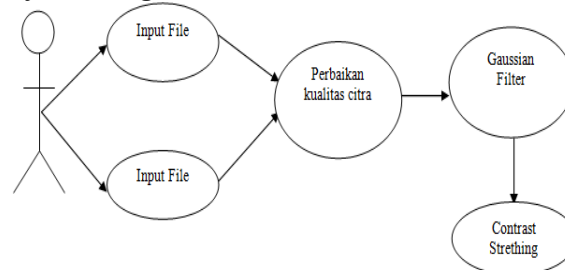 Input File
Perbaikan
kualitas citra
Gaussian
Filter
Input File
Contrast
Strething